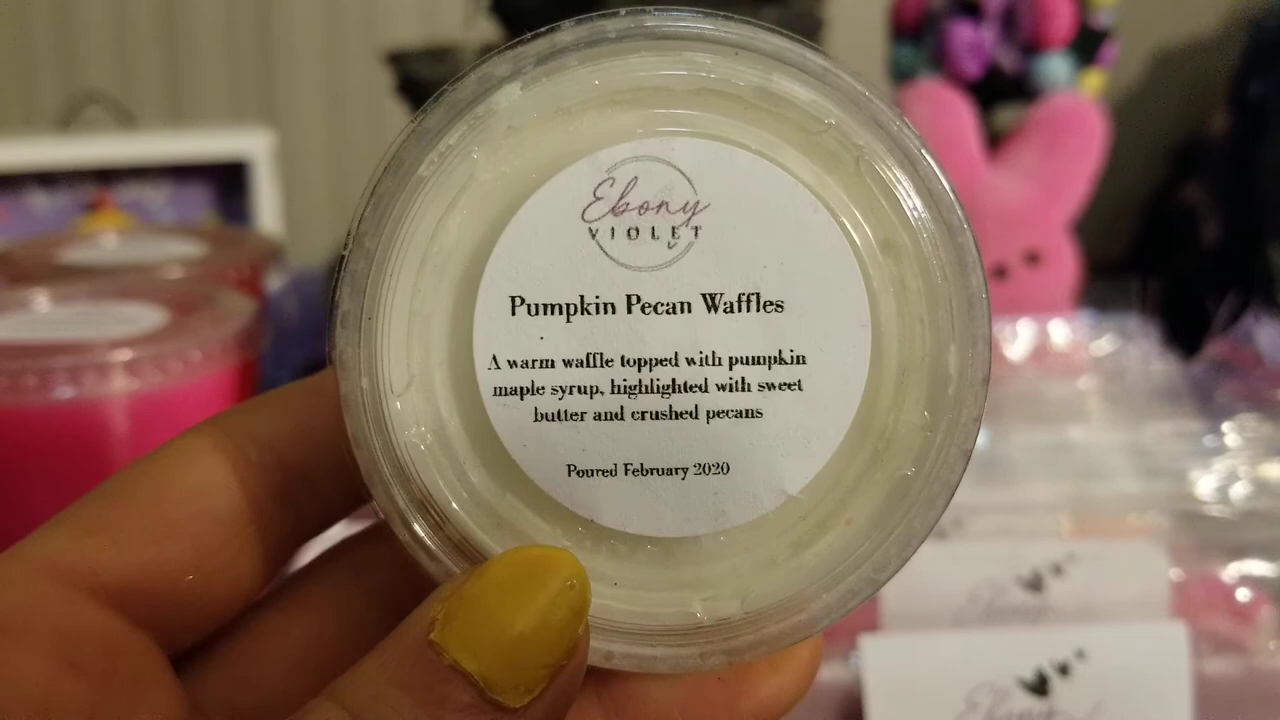 Ebony
VIOLET
Pumpkin Pecan Waffles
A warm waffle topped with pumpkin
maple syrup, highlighted with sweet
butter and crushed pecans
Poured February 2020